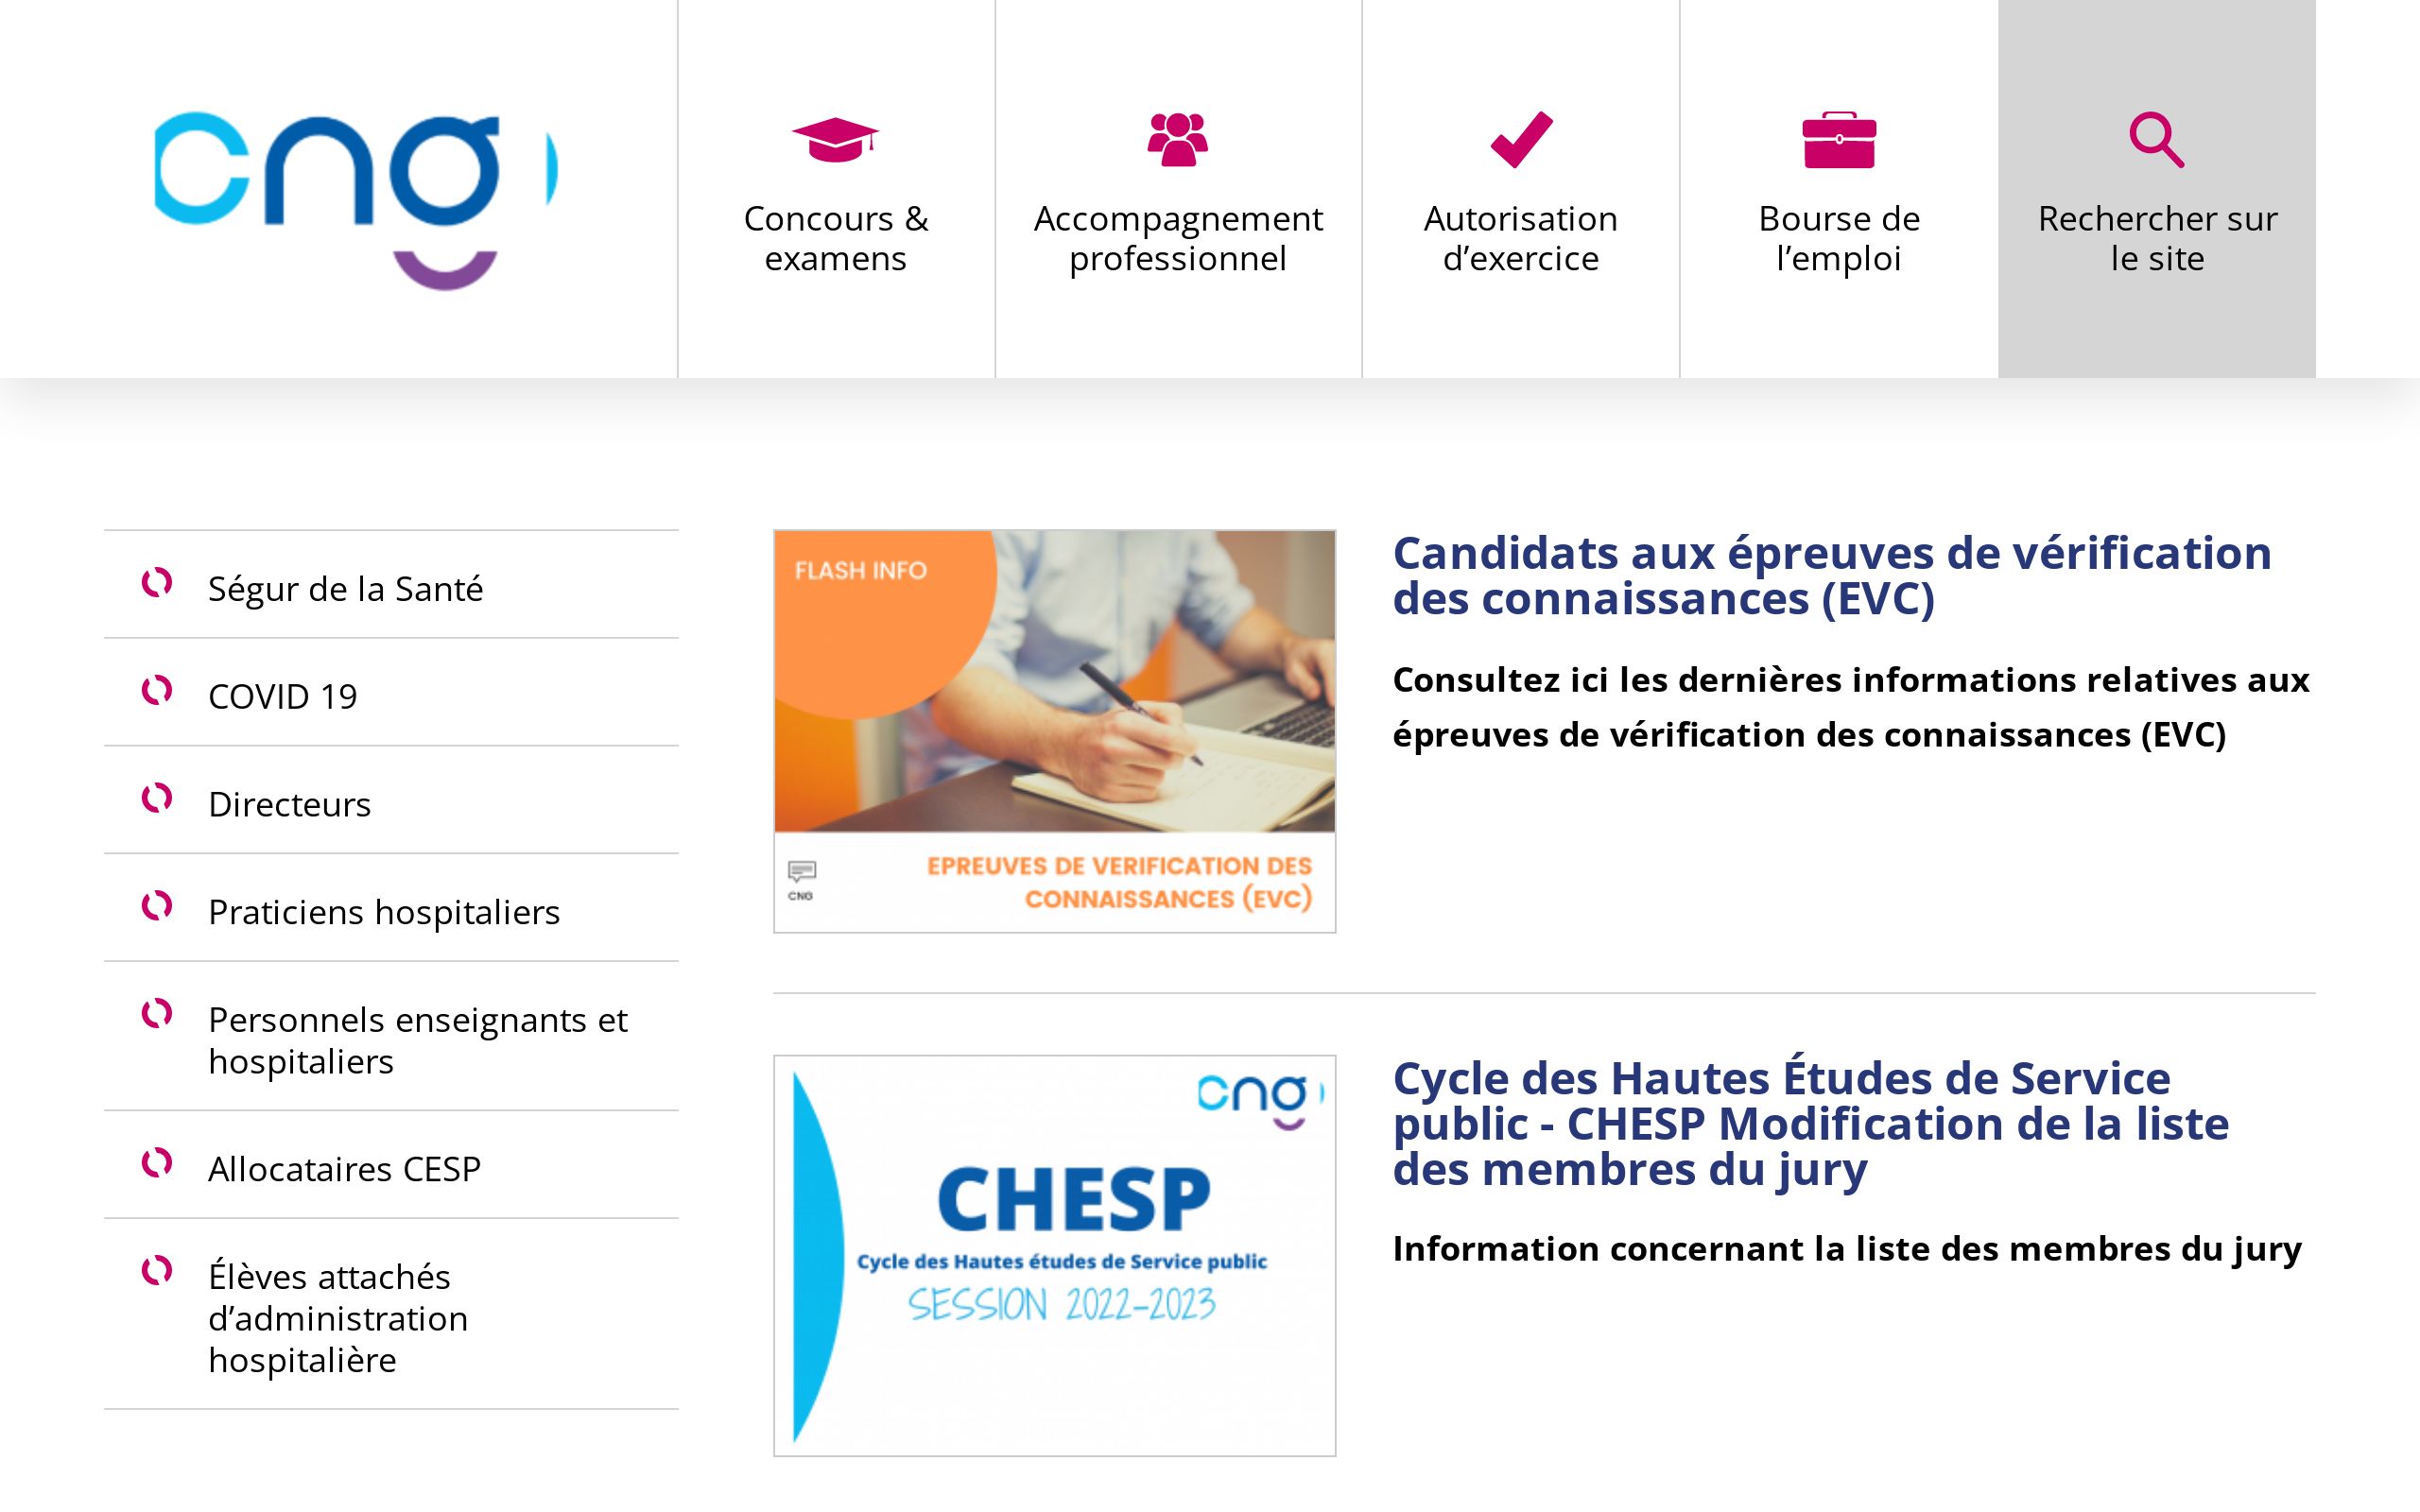 cng
Concours &
examens
Accompagnement
professionnel
Autorisation
d’exercice
Bourse de
l’emploi
Rechercher sur
le site
Ségur de la Santé
COVID 19
Directeurs
Praticiens hospitaliers
Personnels enseignants et
hospitaliers
Allocataires CESP
Élèves attachés
d’administration
hospitalière
FLASH INFO
CNG
EPREUVES DE VERIFICATION DES
CONNAISSANCES (EVC)
Candidats aux épreuves de vérification
des connaissances (EVC)
Consultez ici les dernières informations relatives aux
épreuves de vérification des connaissances (EVC)
cng
CHESP
Cycle des Hautes études de Service public
SESSION 2022-2023
Cycle des Hautes Études de Service
public - CHESP Modification de la liste
des membres du jury
Information concernant la liste des membres du jury